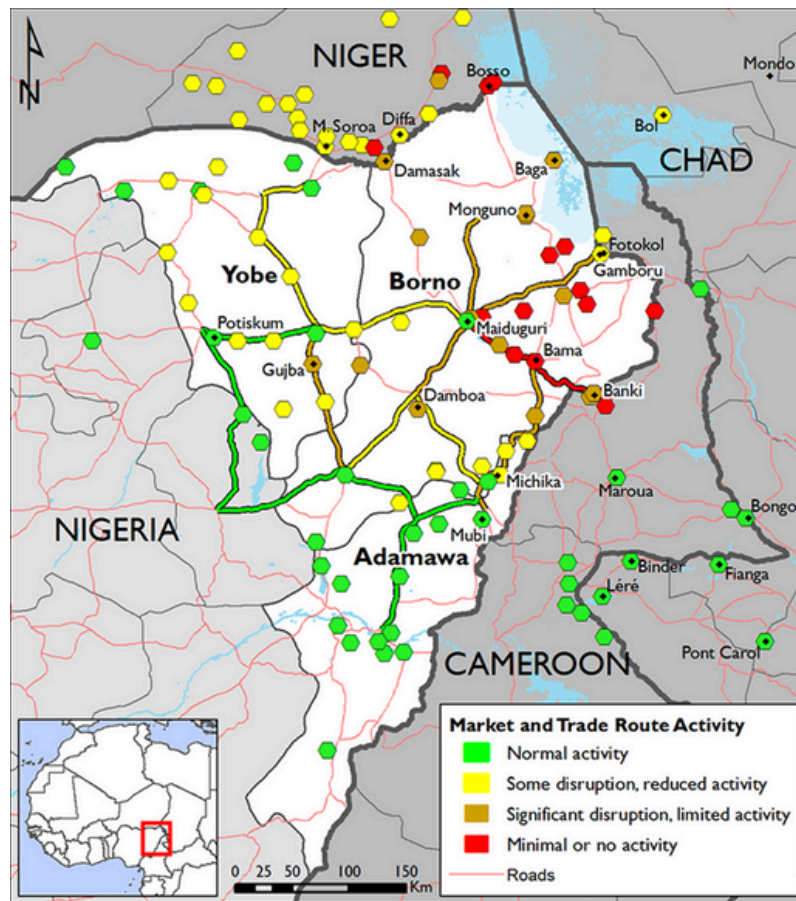 NIGER
Mondo
Bosso
Bol
M. Soroa
Diffa
CHAD
Damasak
Baga
Monguno
Fotokol
Yobe
Borno
Gamboru
Potiskum
Maiduguri
Bama
Gujba
Banki
Damboa
Michika
Maroua
Bongo
NIGERIA
Mubi
Adamawa
Binder
Fianga
Léré
CAMEROON
Pont Carol
N
Market and Trade Route Activity
Normal activity
Some disruption, reduced activity
Significant disruption, limited activity
Minimal or no activity
Roads
0 25 50 100 150
Km